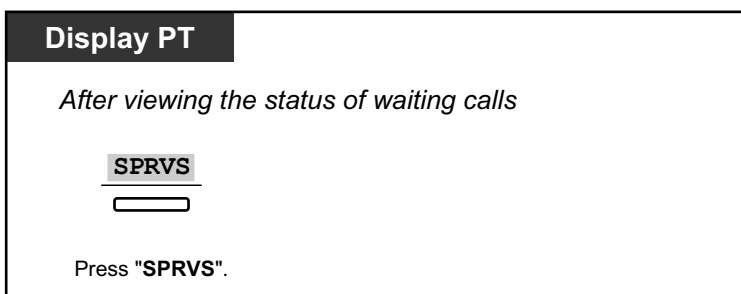 Display PT
After viewing the status of waiting calls
SPRVS
Press "SPRVS".